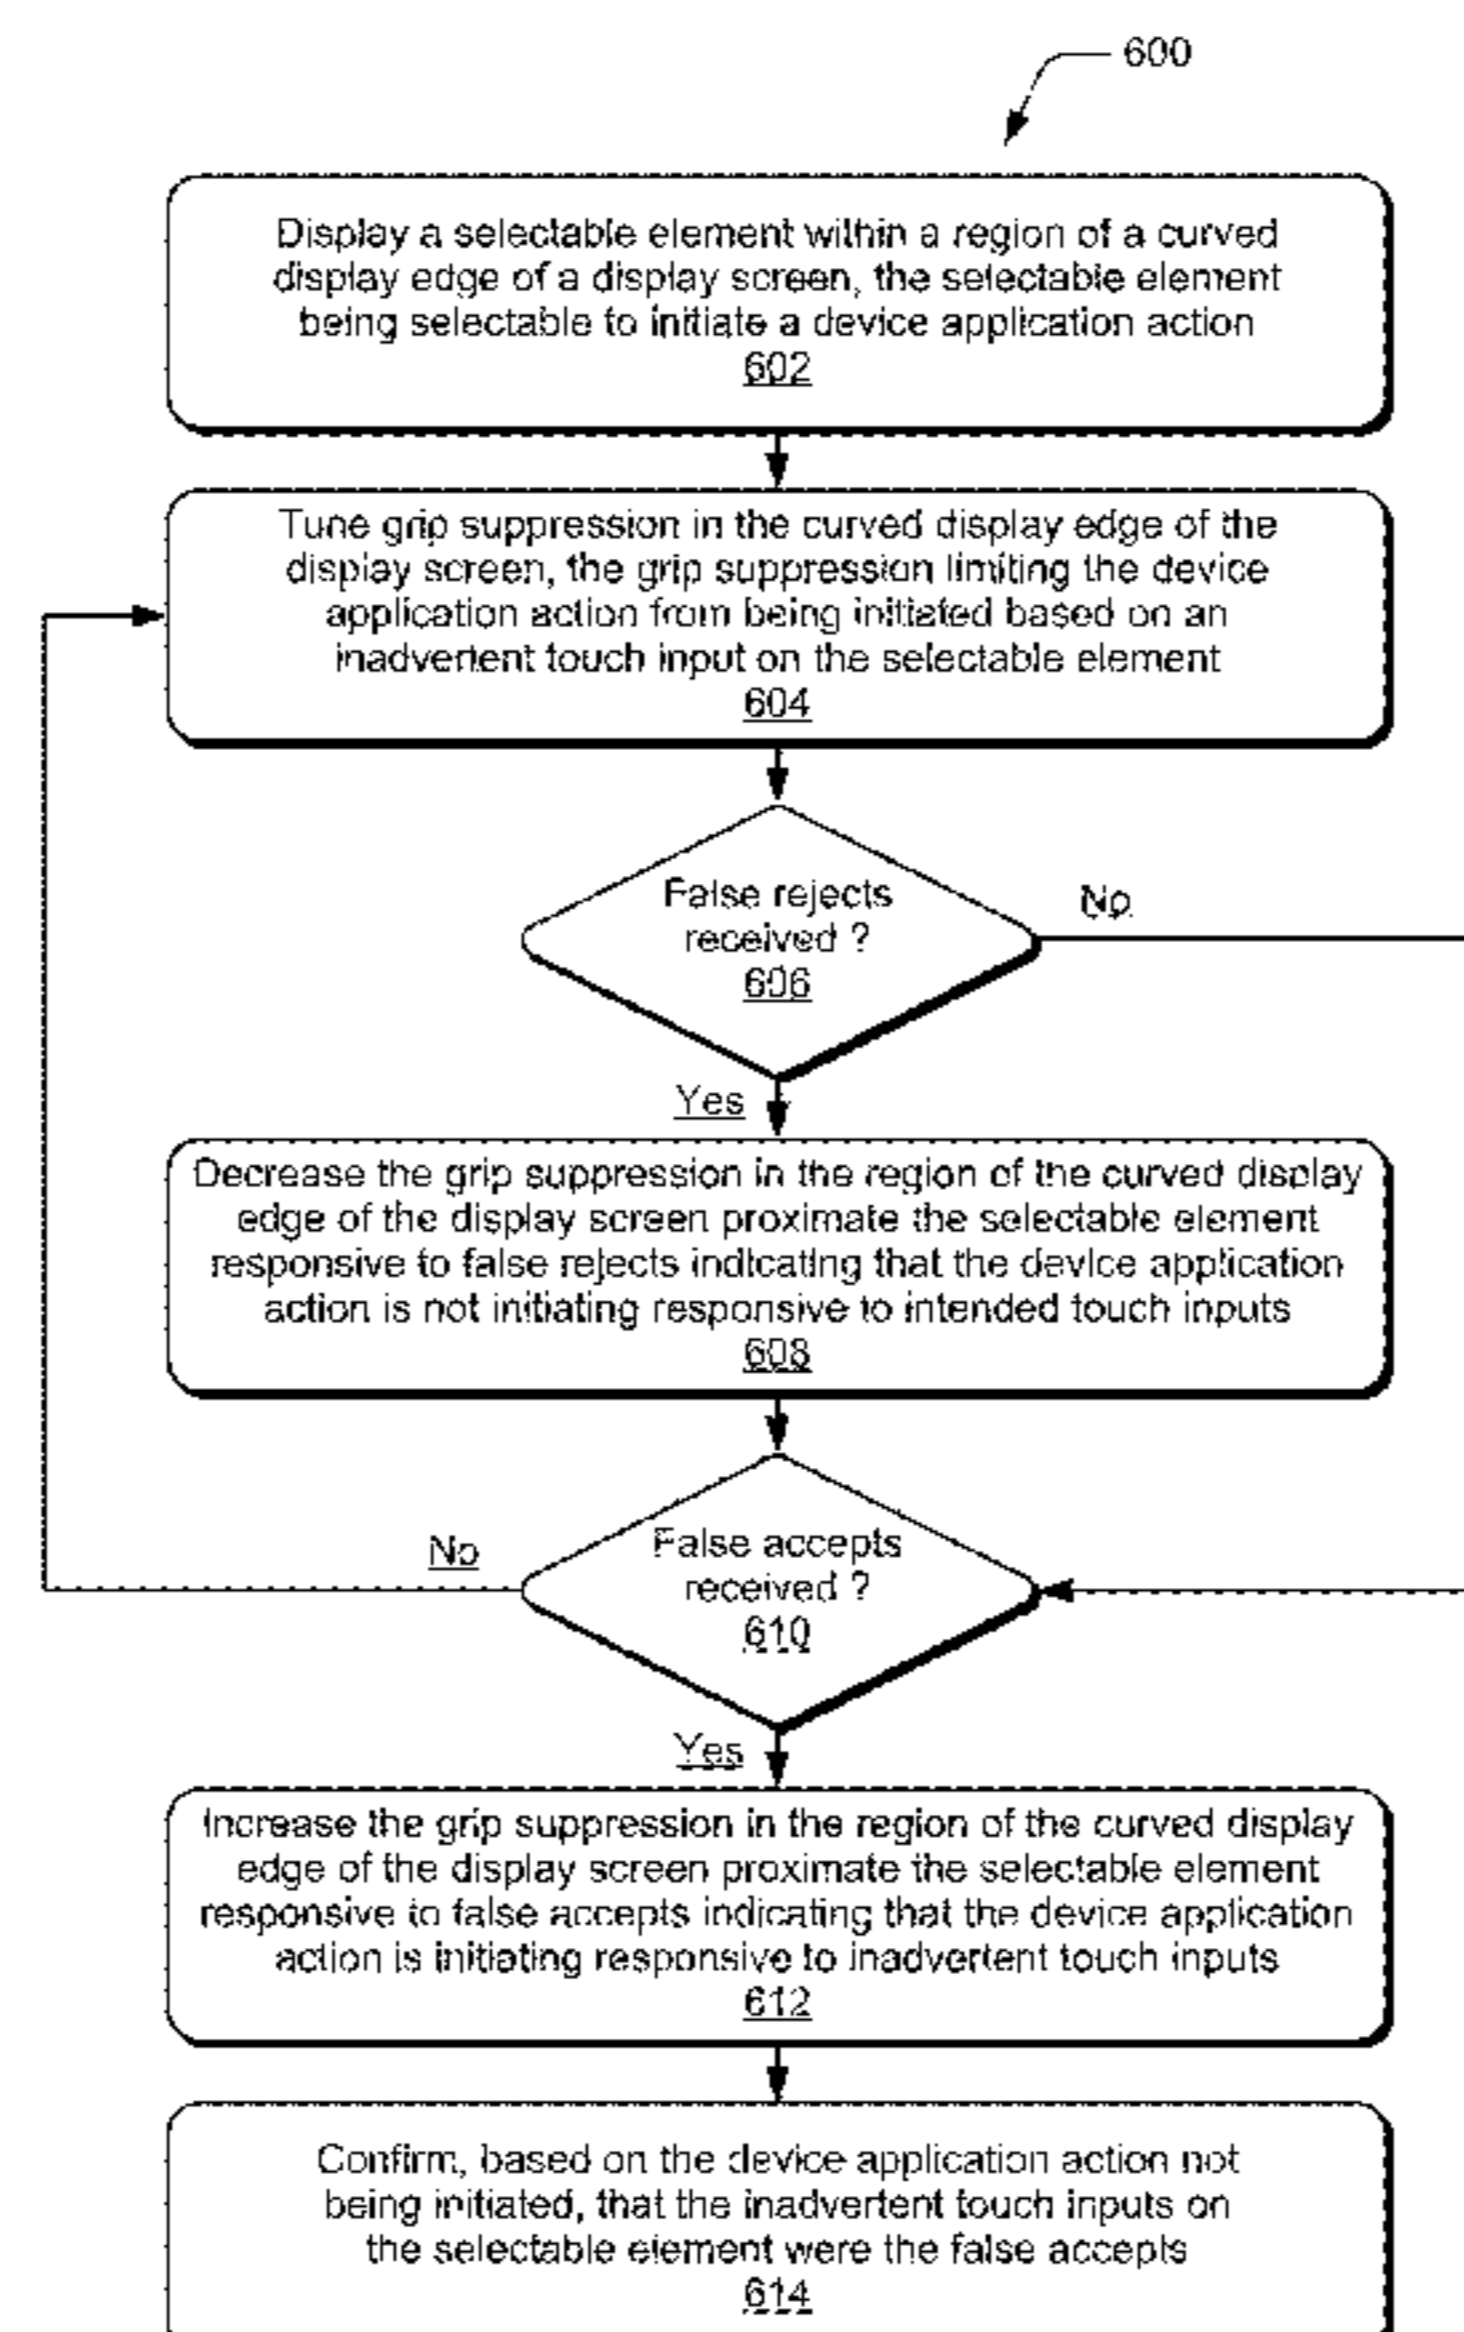 600
Display a selectable element within a region of a curved
display edge of a display screen, the selectable element
being selectable to initiate a device application action
602
Tune grip suppression in the curved display edge of the
display screen, the grip suppression limiting the device
application action from being initiated based on an
inadvertent touch input on the selectable element
604
False rejects
received ?
606
No
Yes
Decrease the grip suppression in the region of the curved display
edge of the display screen proximate the selectable element
responsive to false rejects indicating that the device application
action is not initiating responsive to intended touch inputs
608
False accepts
received ?
610
No
Yes
Increase the grip suppression in the region of the curved display
edge of the display screen proximate the selectable element
responsive to false accepts indicating that the device application
action is initiating responsive to inadvertent touch inputs
612
Confirm, based on the device application action not
being initiated, that the inadvertent touch inputs on
the selectable element were the false accepts
614